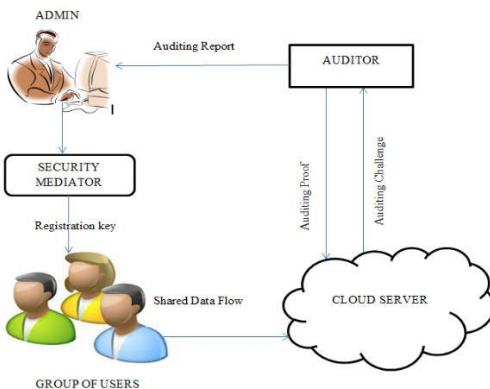 ADMIN
Auditing Report
AUDITOR
SECURITY
MEDIATOR
Auditing Proof
Auditing Challenge
Registration key
Shared Data Flow
CLOUD SERVER
GROUP OF USERS